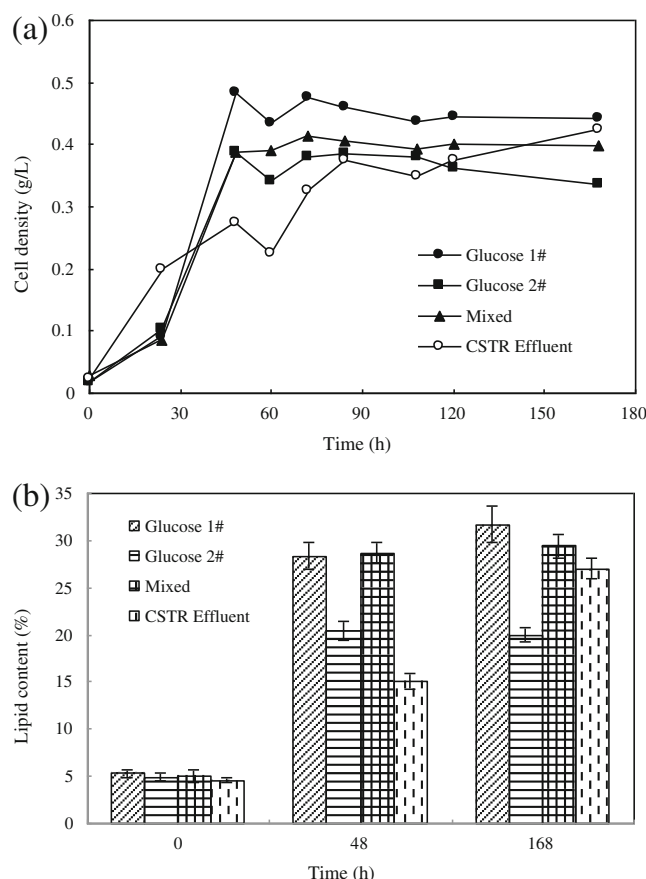 (a)
0.6
0.5
0.4
0.3
0.2
0.1
0
Cell density (g/L)
Glucose 1#
Glucose 2#
Mixed
CSTR Effluent
0 30 60 90 120 150 180
Time (h)
(b)
35
30
25
20
15
10
5
0
Lipid content (%)
Glucose 1#
Glucose 2#
Mixed
CSTR Effluent
0 48 168
Time (h)